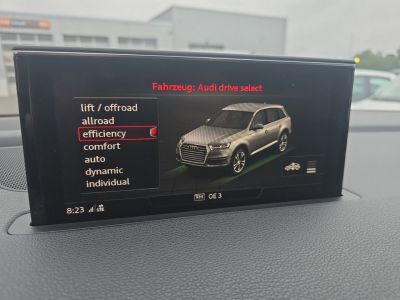 Fahrzeug: Audi drive select
lift / offroad
allroad
efficiency
comfort
auto
dynamic
individual
8:23
OE 3